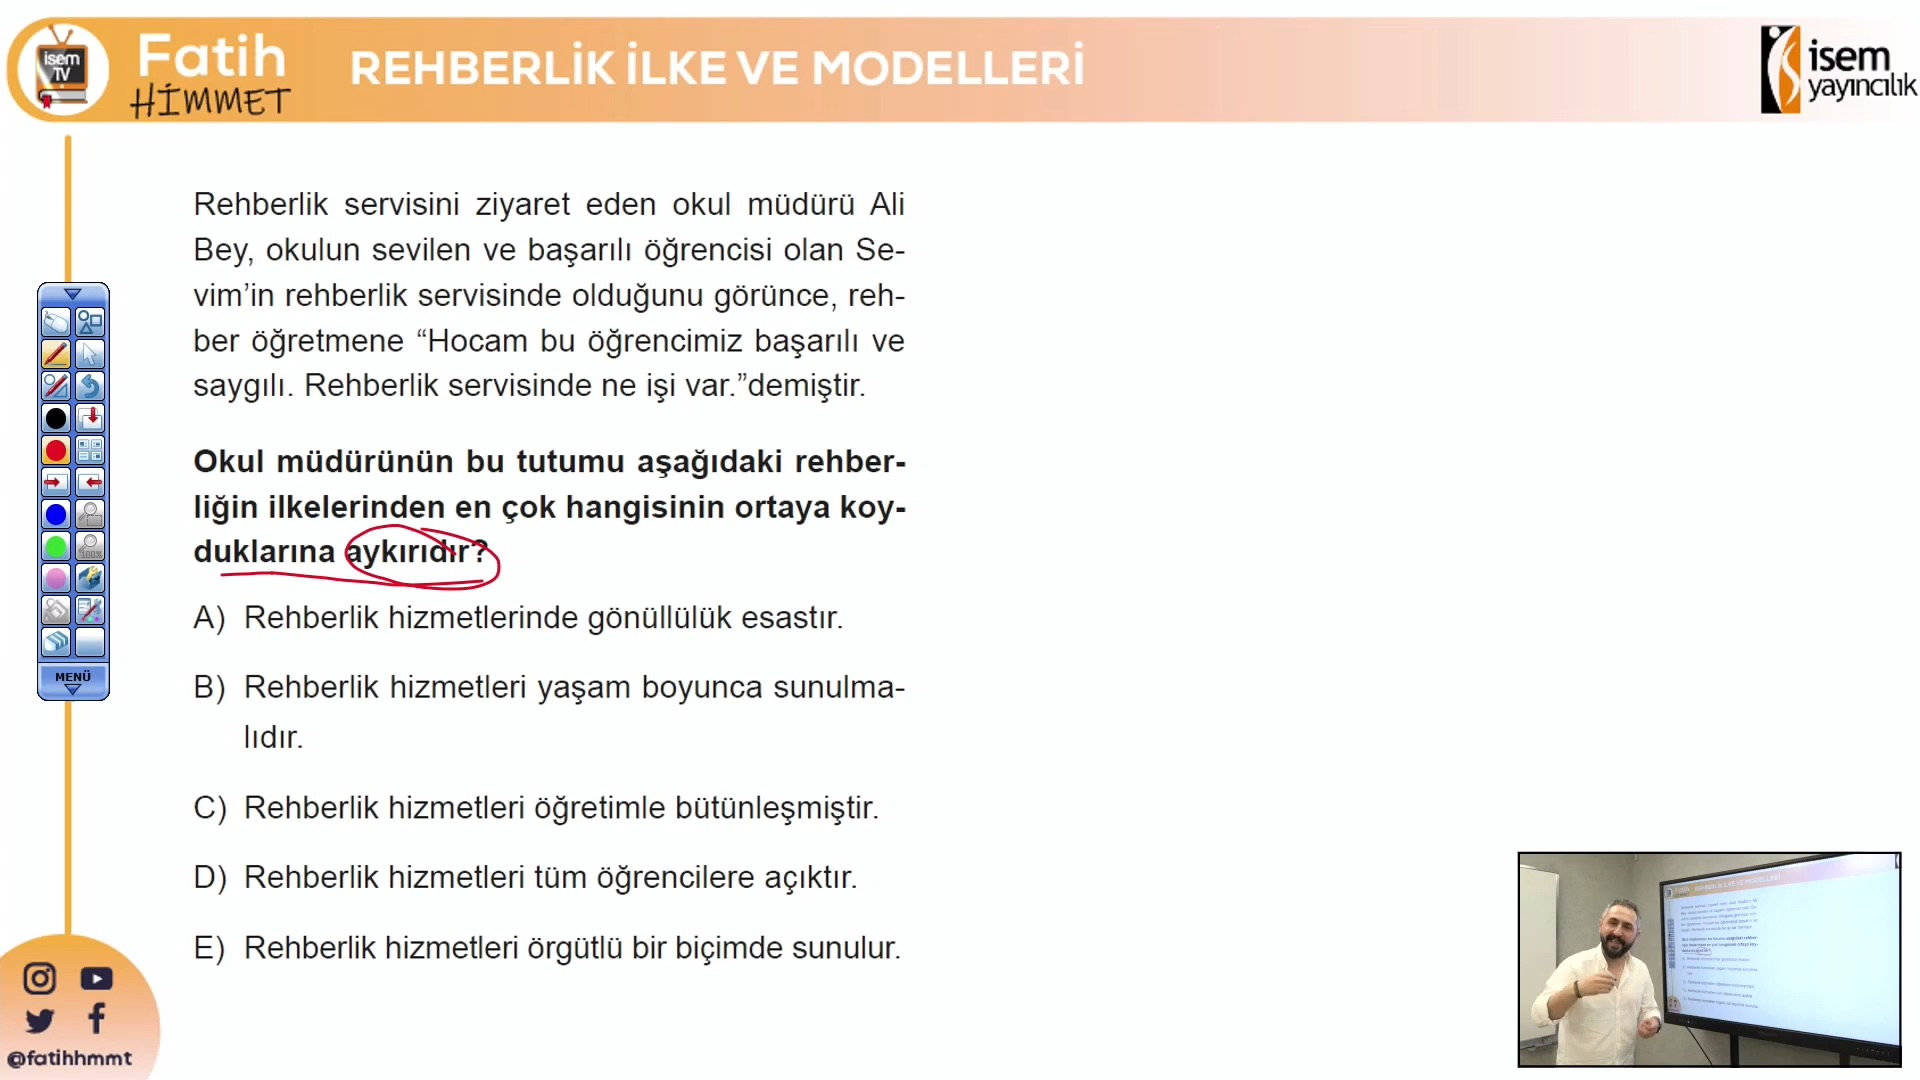 isem
TV
Fatih
HİMMET
REHBERLİK İLKE VE MODELLERİ
isem
yayıncılık
Rehberlik servisini ziyaret eden okul müdürü Ali
Bey, okulun sevilen ve başarılı öğrencisi olan Se-
vim’in rehberlik servisinde olduğunu görünce, reh-
ber öğretmene “Hocam bu öğrencimiz başarılı ve
saygılı. Rehberlik servisinde ne işi var.”demiştir.
Okul müdürünün bu tutumu aşağıdaki rehber-
liğin ilkelerinden en çok hangisinin ortaya koy-
duklarına aykırıdır?
A) Rehberlik hizmetlerinde gönüllülük esastır.
B) Rehberlik hizmetleri yaşam boyunca sunulma-
lıdır.
C) Rehberlik hizmetleri öğretimle bütünleşmiştir.
D) Rehberlik hizmetleri tüm öğrencilere açıktır.
E) Rehberlik hizmetleri örgütlü bir biçimde sunulur.
100%
MENÜ
@fatihhmmt